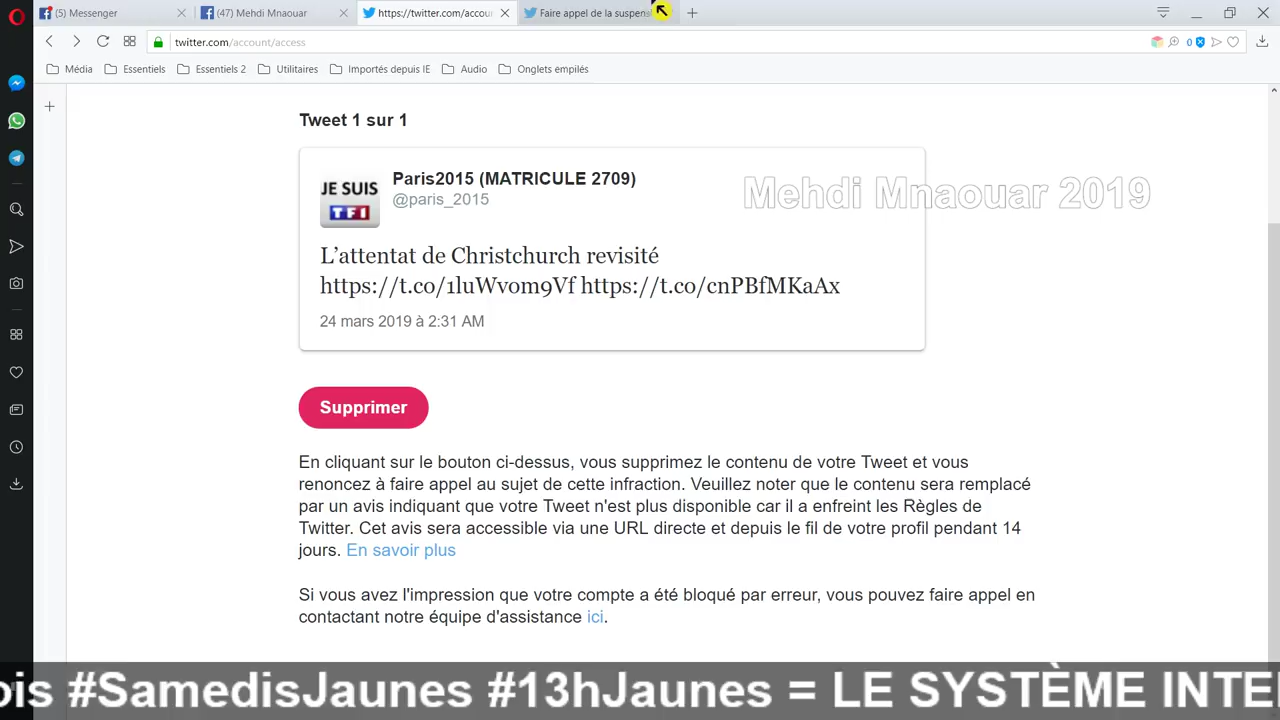 (5) Messenger
(47) Mehdi Mnaouar
https://twitter.com/accour
Faire appel de la suspens
twitter.com/account/access
0
Média
Essentiels
Essentiels 2
Utilitaires
Importés depuis IE
Audio
Onglets empilés
Tweet 1 sur 1
JE SUIS
TF1
Paris2015 (MATRICULE 2709)
@paris_2015
Mehdi Mnaouar 2019
L’attentat de Christchurch revisité
https://t.co/1luWvom9Vf https://t.co/cnPBfMKaAx
24 mars 2019 à 2:31 AM
Supprimer
En cliquant sur le bouton ci-dessus, vous supprimez le contenu de votre Tweet et vous
renoncez à faire appel au sujet de cette infraction. Veuillez noter que le contenu sera remplacé
par un avis indiquant que votre Tweet n'est plus disponible car il a enfreint les Règles de
Twitter. Cet avis sera accessible via une URL directe et depuis le fil de votre profil pendant 14
jours. En savoir plus
Si vous avez l'impression que votre compte a été bloqué par erreur, vous pouvez faire appel en
contactant notre équipe d'assistance ici.
ois #SamedisJaunes #13hJaunes = LE SYSTÈME INTE